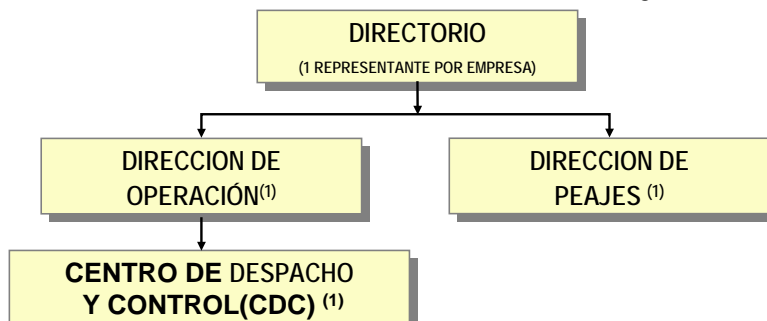 DIRECTORIO
(1 REPRESENTANTE POR EMPRESA)
DIRECCION DE
OPERACIÓN(1)
DIRECCION DE
PEAJES (1)
CENTRO DE DESPACHO
Y CONTROL(CDC) (1)